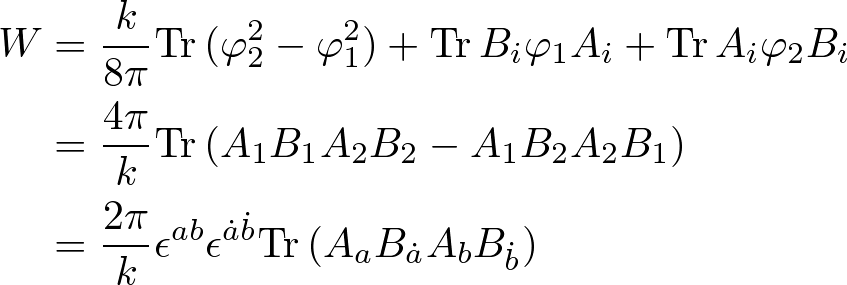 W = \frac{k}{8\pi} \mathrm{Tr}\,(\varphi_2^2 - \varphi_1^2) + \mathrm{Tr}\, B_i \varphi_1 A_i + \mathrm{Tr}\, A_i \varphi_2 B_i
= \frac{4\pi}{k} \mathrm{Tr}\,(A_1 B_1 A_2 B_2 - A_1 B_2 A_2 B_1)
= \frac{2\pi}{k} \epsilon^{ab} \epsilon^{\dot{a}\dot{b}} \mathrm{Tr}\,(A_a B_{\dot{a}} A_b B_{\dot{b}})